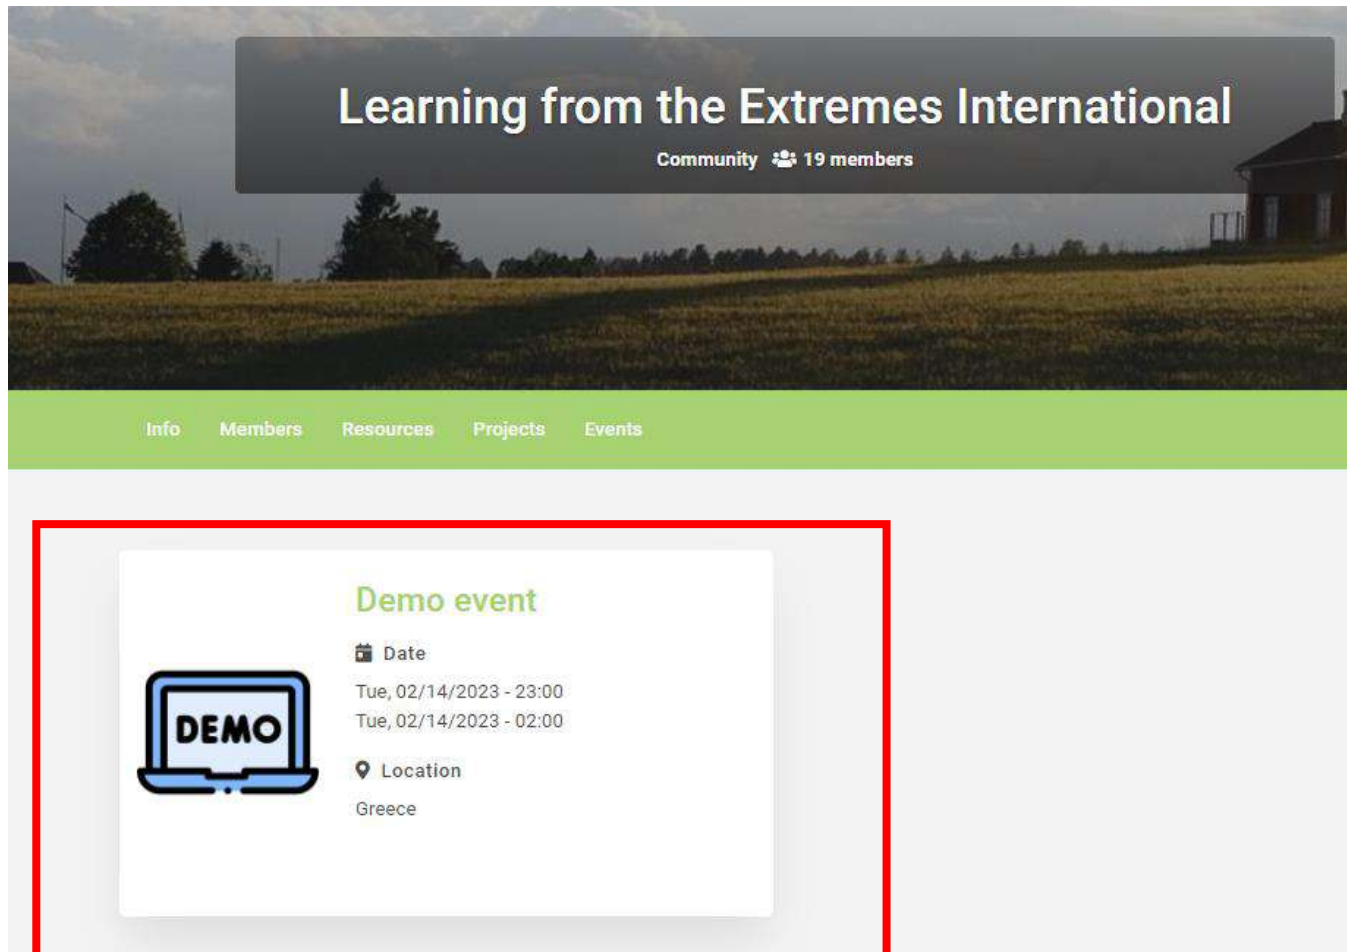 Learning from the Extremes International
Community 19 members
Info Members Resources Projects Events
Demo event
Date
Tue, 02/14/2023 - 23:00
Tue, 02/14/2023 - 02:00
DEMO
Location
Greece